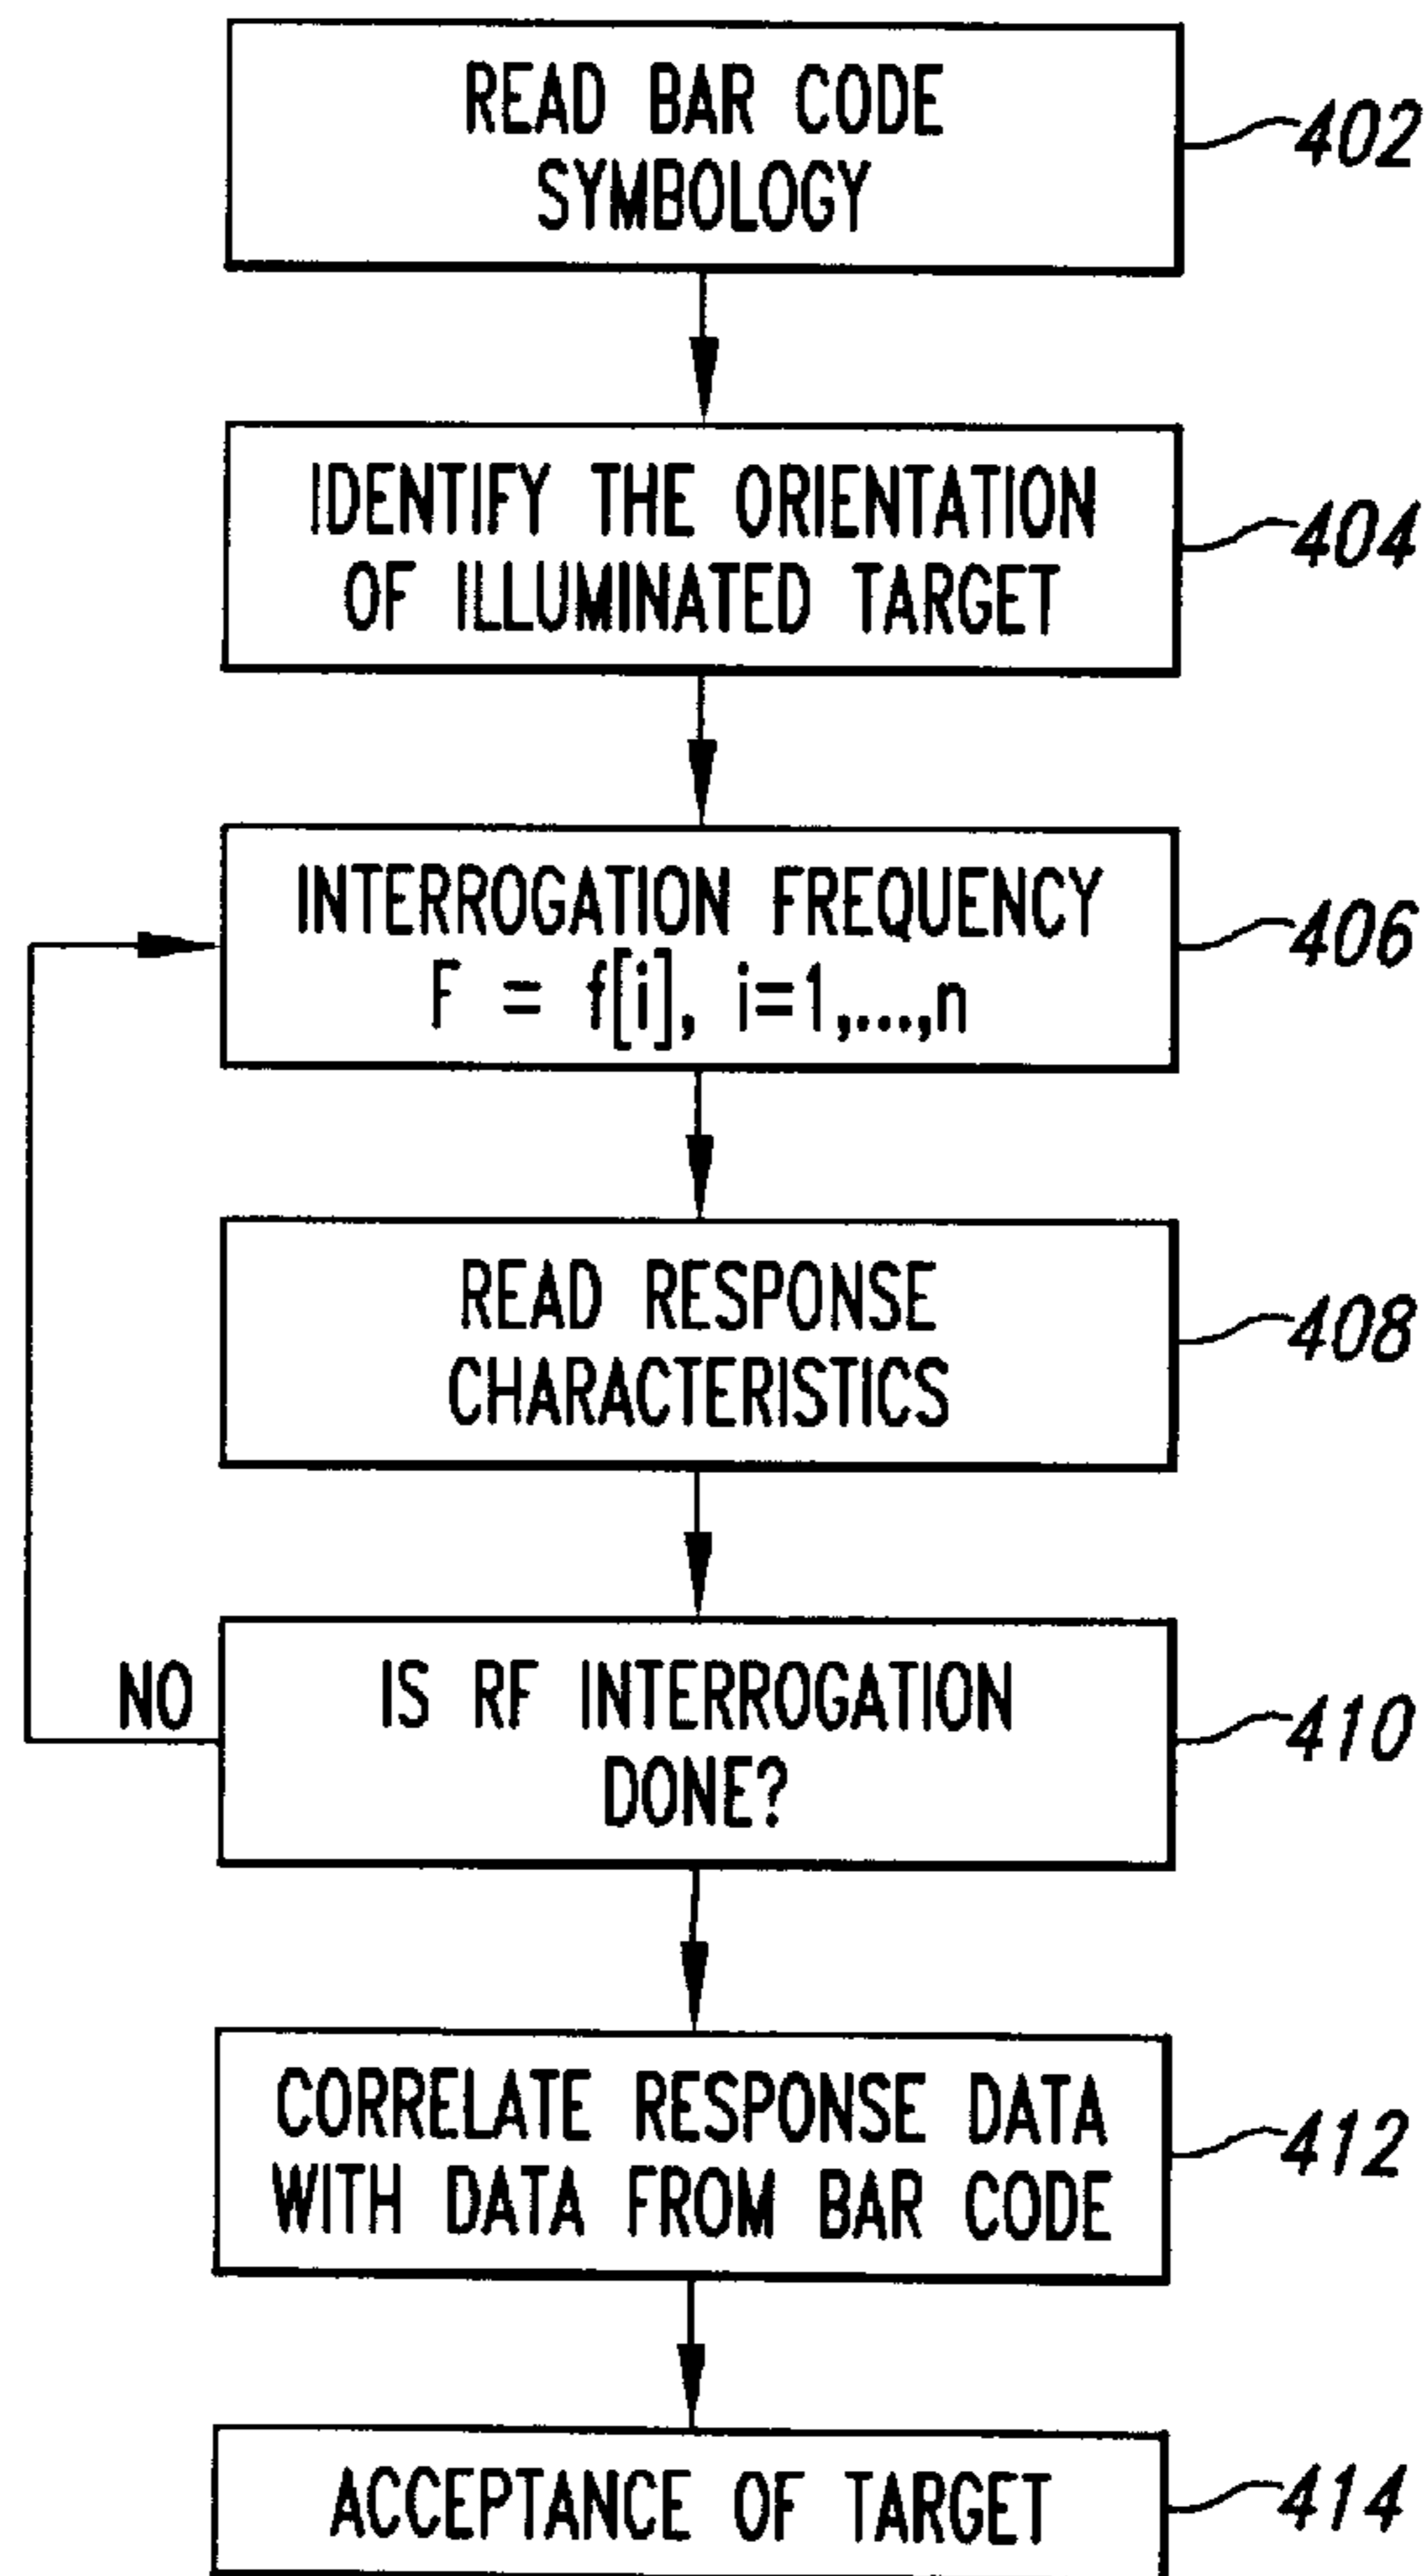 READ BAR CODE
SYMBOLOGY
402
IDENTIFY THE ORIENTATION
OF ILLUMINATED TARGET
404
INTERROGATION FREQUENCY
F = f[i], i=1,...,n
406
READ RESPONSE
CHARACTERISTICS
408
NO
IS RF INTERROGATION
DONE?
410
CORRELATE RESPONSE DATA
WITH DATA FROM BAR CODE
412
ACCEPTANCE OF TARGET
414